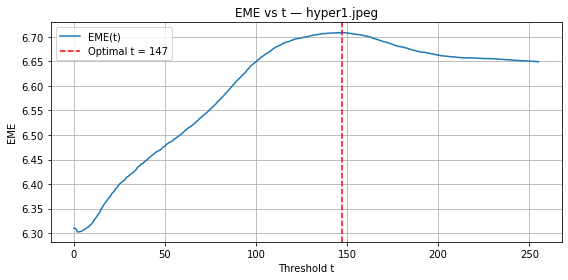 EME vs t — hyper1.jpeg
EME(t)
Optimal t = 147
EME
6.70
6.65
6.60
6.55
6.50
6.45
6.40
6.35
6.30
0 50 100 150 200 250
Threshold t